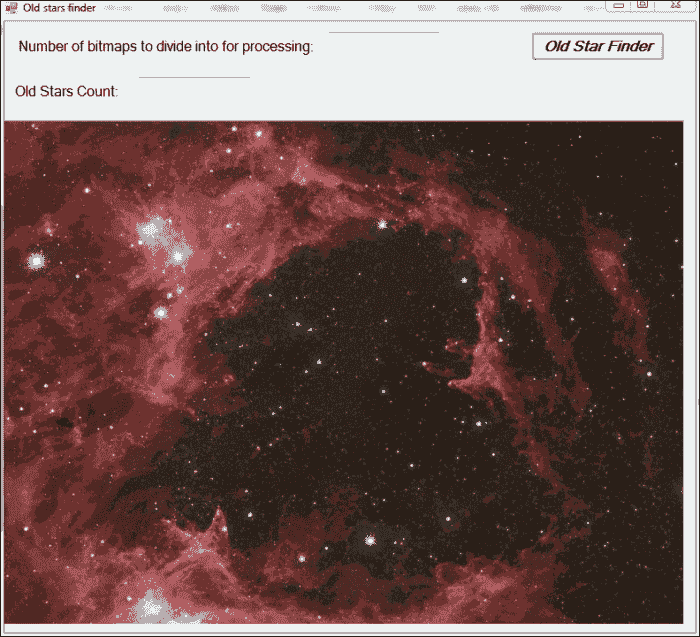 Old stars finder
Number of bitmaps to divide into for processing:
Old Star Finder
Old Stars Count: